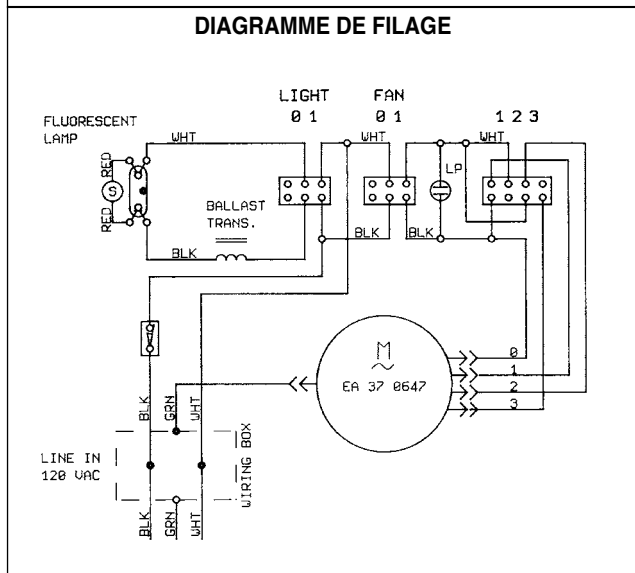 DIAGRAMME DE FILAGE
LIGHT
0 1
FAN
0 1
1 2 3
FLUORESCENT
LAMP
WHT
WHT
WHT
RED
S
RED
LP
BALLAST
TRANS.
BLK
BLK
BLK
M
~
EA 37 0647
0
1
2
3
BLK
GRN
WHT
LINE IN
120 VAC
WIRING BOX
BLK
GRN
WHT